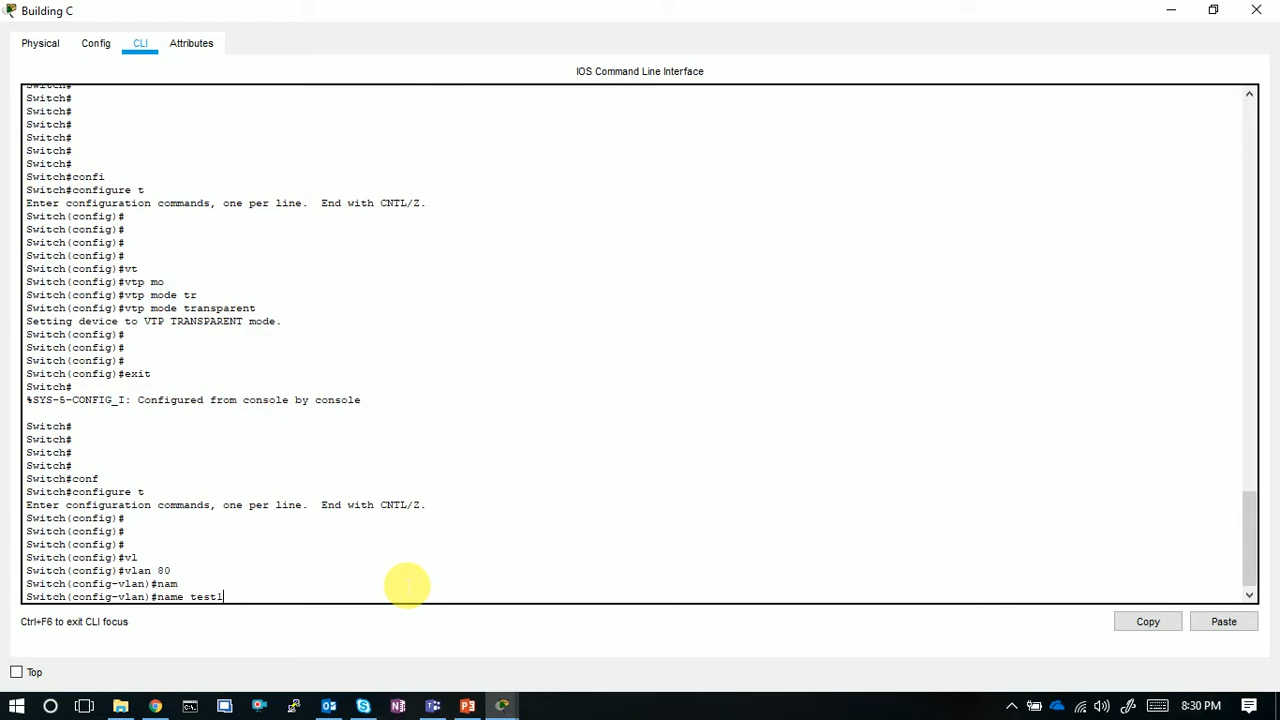 Building C
Physical Config CLI Attributes
IOS Command Line Interface
Switch#
Switch#
Switch#
Switch#
Switch#
Switch#
Switch#
Switch#confi
Switch#configure t
Enter configuration commands, one per line. End with CNTL/Z.
Switch(config)#
Switch(config)#
Switch(config)#
Switch(config)#
Switch(config)#vt
Switch(config)#vtp mo
Switch(config)#vtp mode tr
Switch(config)#vtp mode transparent
Setting device to VTP TRANSPARENT mode.
Switch(config)#
Switch(config)#
Switch(config)#
Switch(config)#exit
Switch#
%SYS-5-CONFIG_I: Configured from console by console
Switch#
Switch#
Switch#
Switch#
Switch#conf
Switch#configure t
Enter configuration commands, one per line. End with CNTL/Z.
Switch(config)#
Switch(config)#
Switch(config)#
Switch(config)#vl
Switch(config)#vlan 80
Switch(config-vlan)#nam
Switch(config-vlan)#name testl
Ctrl+F6 to exit CLI focus
Copy Paste
Top
8:30 PM